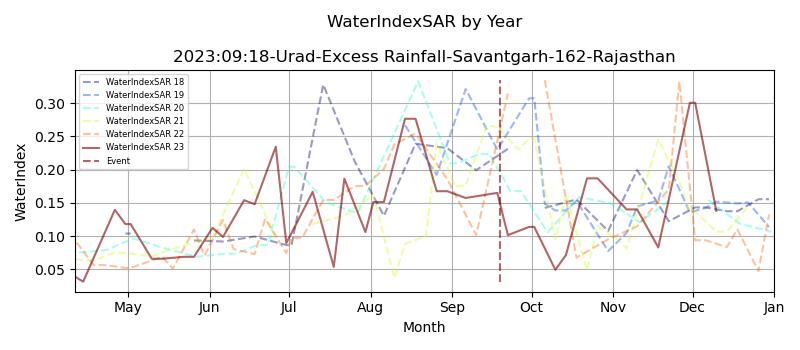 WaterIndexSAR by Year
2023:09:18-Urad-Excess Rainfall-Savantgarh-162-Rajasthan
WaterIndexSAR 18
WaterIndexSAR 19
WaterIndexSAR 20
WaterIndexSAR 21
WaterIndexSAR 22
WaterIndexSAR 23
Event
WaterIndex
0.30
0.25
0.20
0.15
0.10
0.05
May Jun Jul Aug Sep Oct Nov Dec Jan
Month